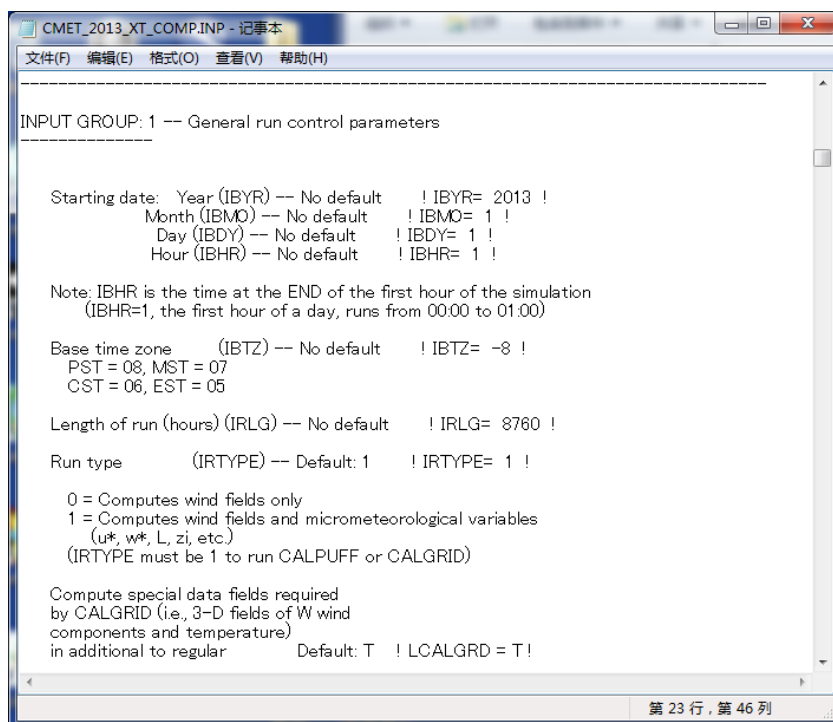 CMET_2013_XT_COMP.INP - 记事本
文件(F) 编辑(E) 格式(O) 查看(V) 帮助(H)
--------------------------------------------------------------------------------
INPUT GROUP: 1 -- General run control parameters
--------------
Starting date: Year (IBYR) -- No default ! IBYR= 2013 !
Month (IBMO) -- No default ! IBMO= 1 !
Day (IBDY) -- No default ! IBDY= 1 !
Hour (IBHR) -- No default ! IBHR= 1 !
Note: IBHR is the time at the END of the first hour of the simulation
(IBHR=1, the first hour of a day, runs from 00:00 to 01:00)
Base time zone (IBTZ) -- No default ! IBTZ= -8 !
PST = 08, MST = 07
CST = 06, EST = 05
Length of run (hours) (IRLG) -- No default ! IRLG= 8760 !
Run type (IRTYPE) -- Default: 1 ! IRTYPE= 1 !
0 = Computes wind fields only
1 = Computes wind fields and micrometeorological variables
(u*, w*, L, zi, etc.)
(IRTYPE must be 1 to run CALPUFF or CALGRID)
Compute special data fields required
by CALGRID (i.e., 3-D fields of W wind
components and temperature)
in additional to regular Default: T ! LCALGRD = T !
第 23 行，第 46 列